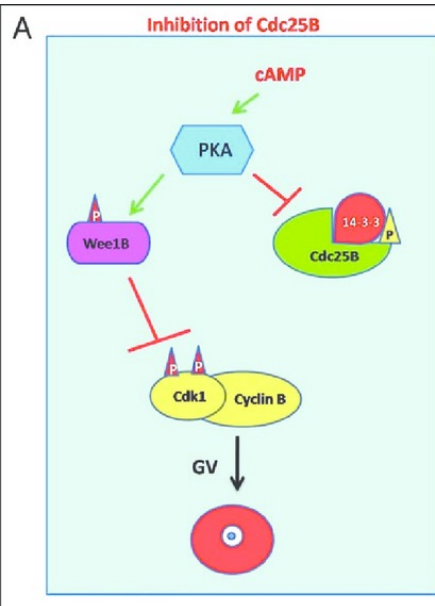 A
Inhibition of Cdc25B
cAMP
PKA
P
Wee1B
14-3-3
P
Cdc25B
P
P
Cdk1
Cyclin B
GV